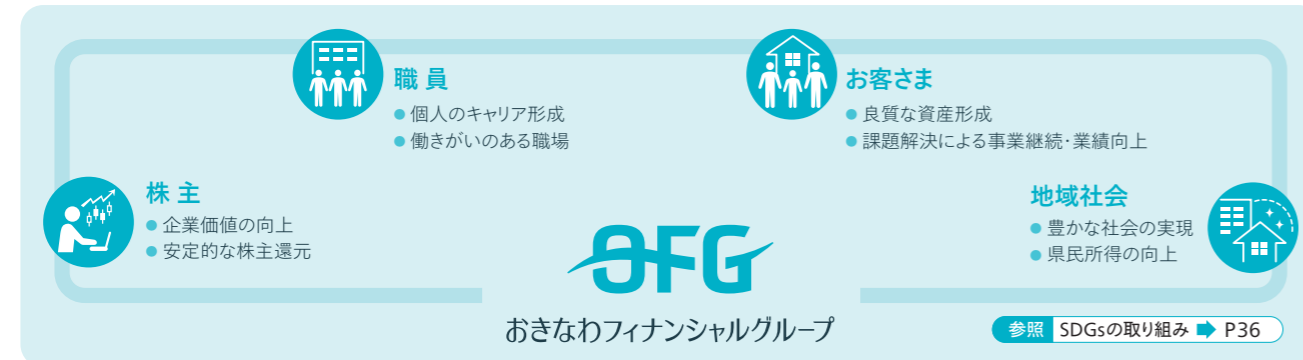 職員
● 個人のキャリア形成
● 働きがいのある職場
お客さま
● 良質な資産形成
● 課題解決による事業継続・業績向上
株主
● 企業価値の向上
● 安定的な株主還元
地域社会
● 豊かな社会の実現
● 県民所得の向上
OFG
おきなわフィナンシャルグループ
参照 SDGsの取り組み ➡ P36